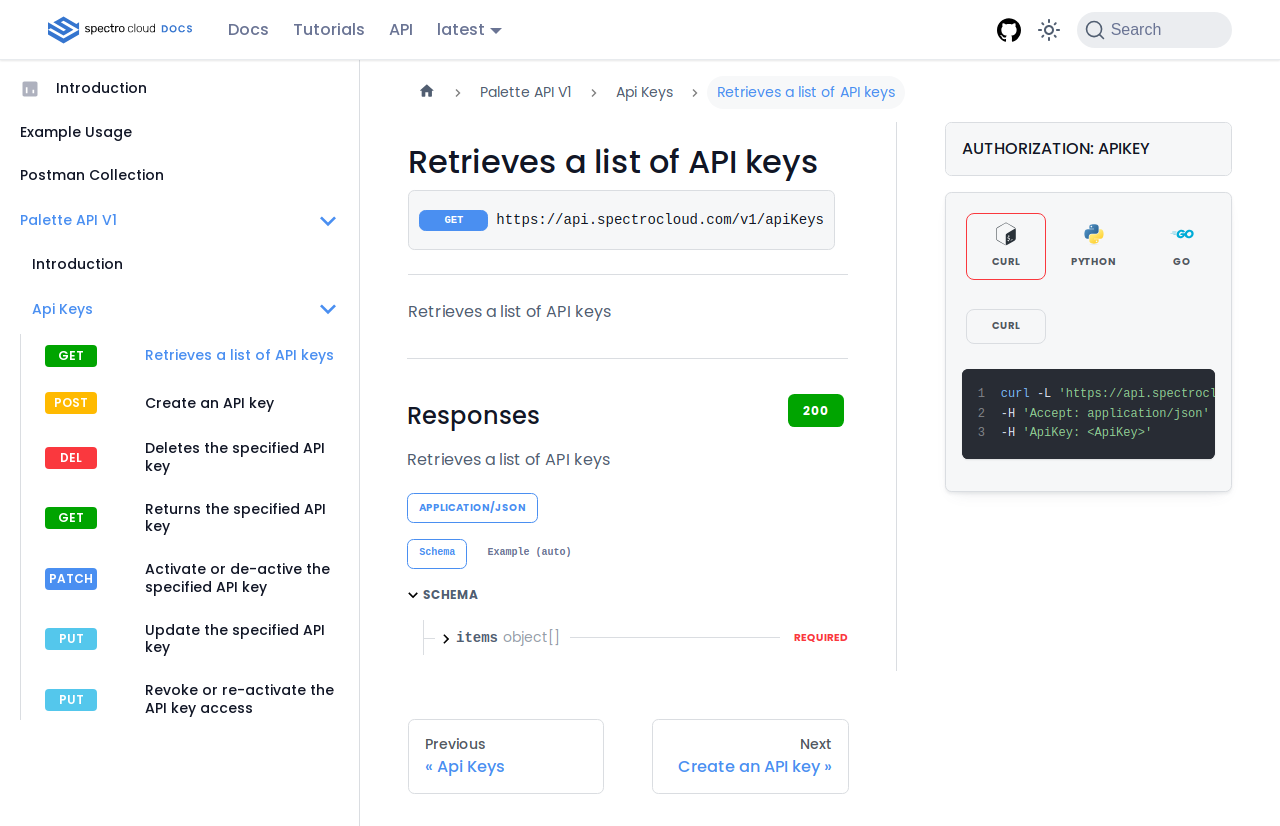 spectro cloud DOCS
Docs
Tutorials
API
latest
Search
Introduction
Example Usage
Postman Collection
Palette API V1
Introduction
Api Keys
GET Retrieves a list of API keys
POST Create an API key
DEL Deletes the specified API
key
GET Returns the specified API
key
PATCH Activate or de-active the
specified API key
PUT Update the specified API
key
PUT Revoke or re-activate the
API key access
Palette API V1
Api Keys
Retrieves a list of API keys
Retrieves a list of API keys
GET https://api.spectrocloud.com/v1/apiKeys
Retrieves a list of API keys
Responses
200
Retrieves a list of API keys
APPLICATION/JSON
Schema Example (auto)
SCHEMA
items object[] REQUIRED
Previous
« Api Keys
Next
Create an API key »
AUTHORIZATION: APIKEY
CURL PYTHON GO
CURL
1 curl -L 'https://api.spectrocl
2 -H 'Accept: application/json'
3 -H 'ApiKey: <ApiKey>'